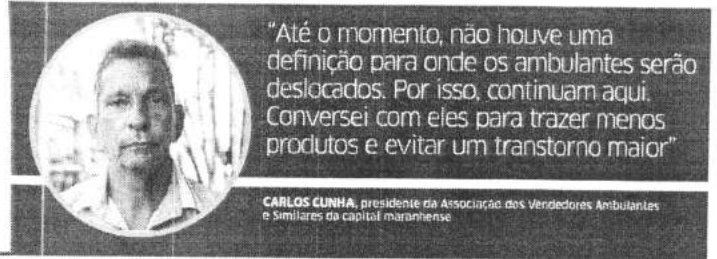 “Até o momento, não houve uma
definição para onde os ambulantes serão
deslocados. Por isso, continuam aqui.
Conversei com eles para trazer menos
produtos e evitar um transtorno maior”
CARLOS CUNHA, presidente da Associação dos Vendedores Ambulantes
e Similares da capital maranhense